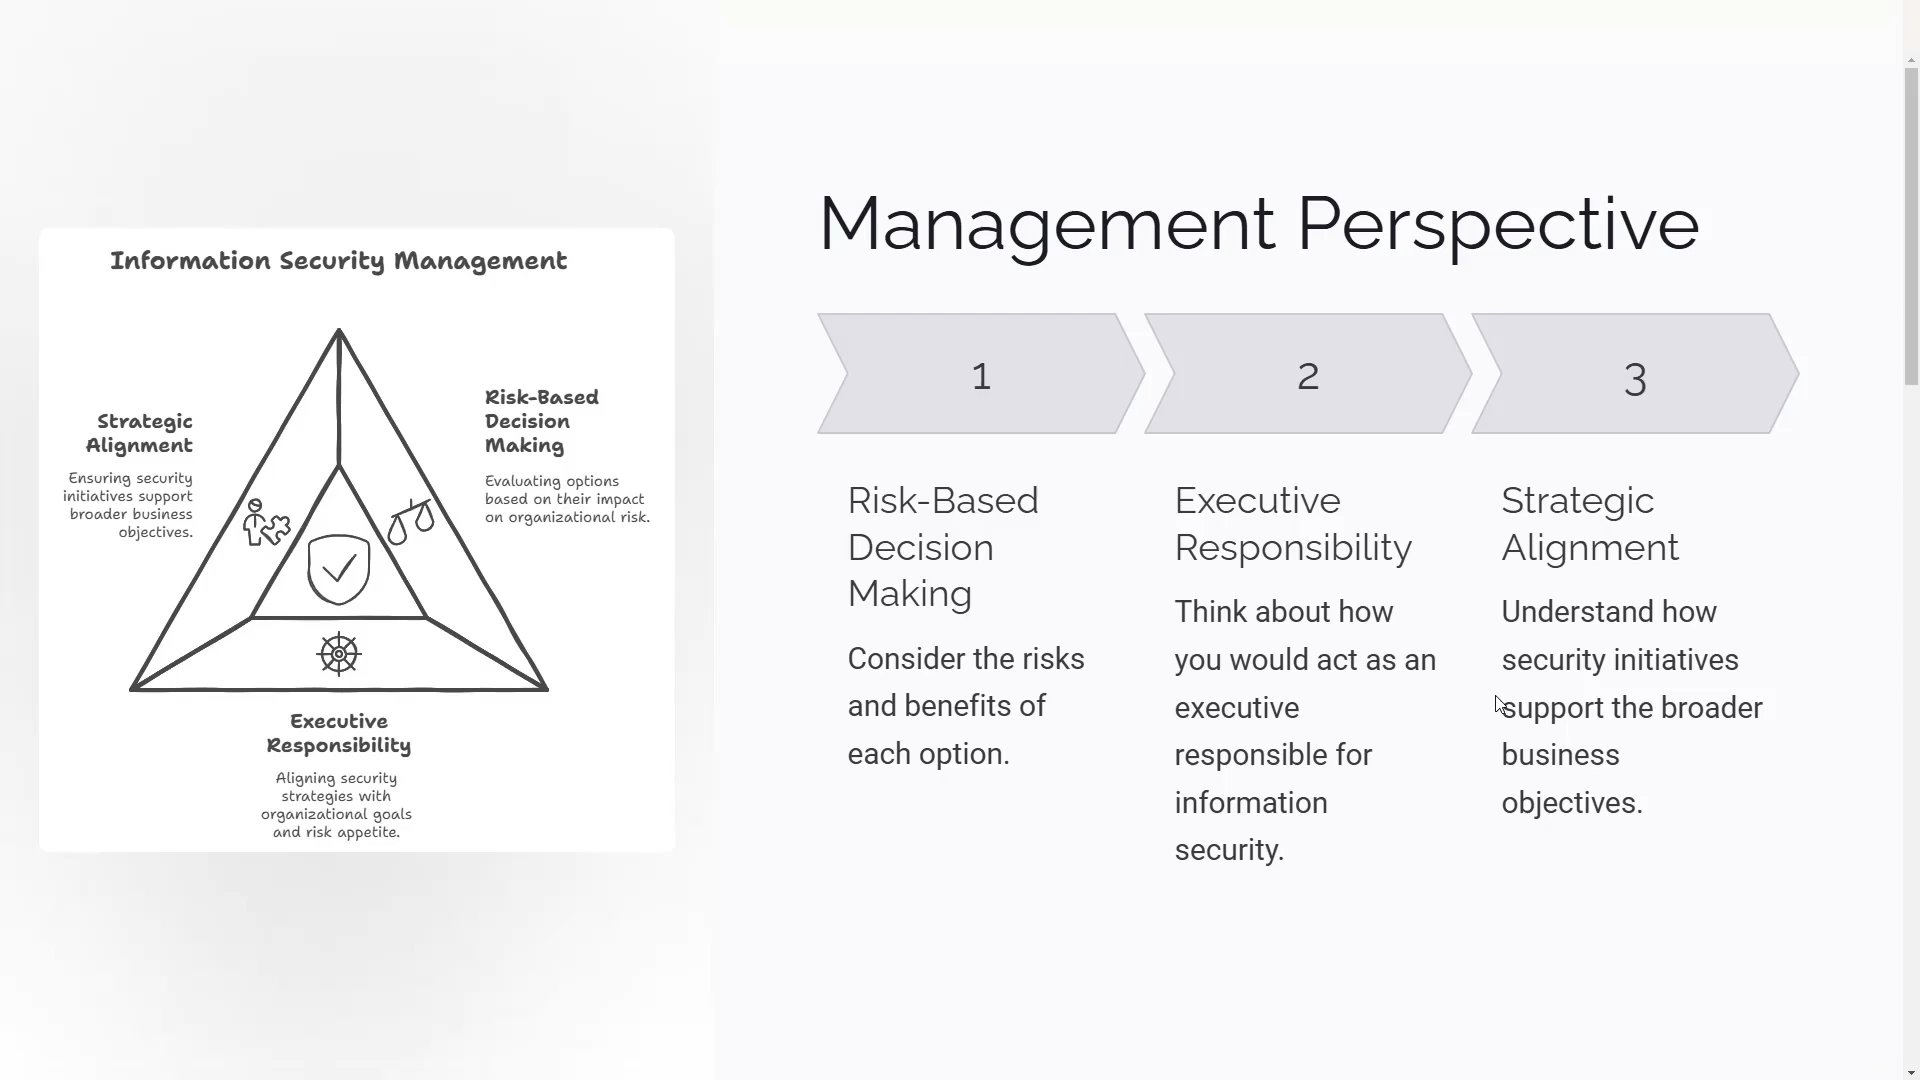 Information Security Management
Strategic
Alignment
Ensuring security
initiatives support
broader business
objectives.
Risk-Based
Decision
Making
Evaluating options
based on their impact
on organizational risk.
Executive
Responsibility
Aligning security
strategies with
organizational goals
and risk appetite.
Management Perspective
1
2
3
Risk-Based
Decision
Making
Consider the risks
and benefits of
each option.
Executive
Responsibility
Think about how
you would act as an
executive
responsible for
information
security.
Strategic
Alignment
Understand how
security initiatives
support the broader
business
objectives.